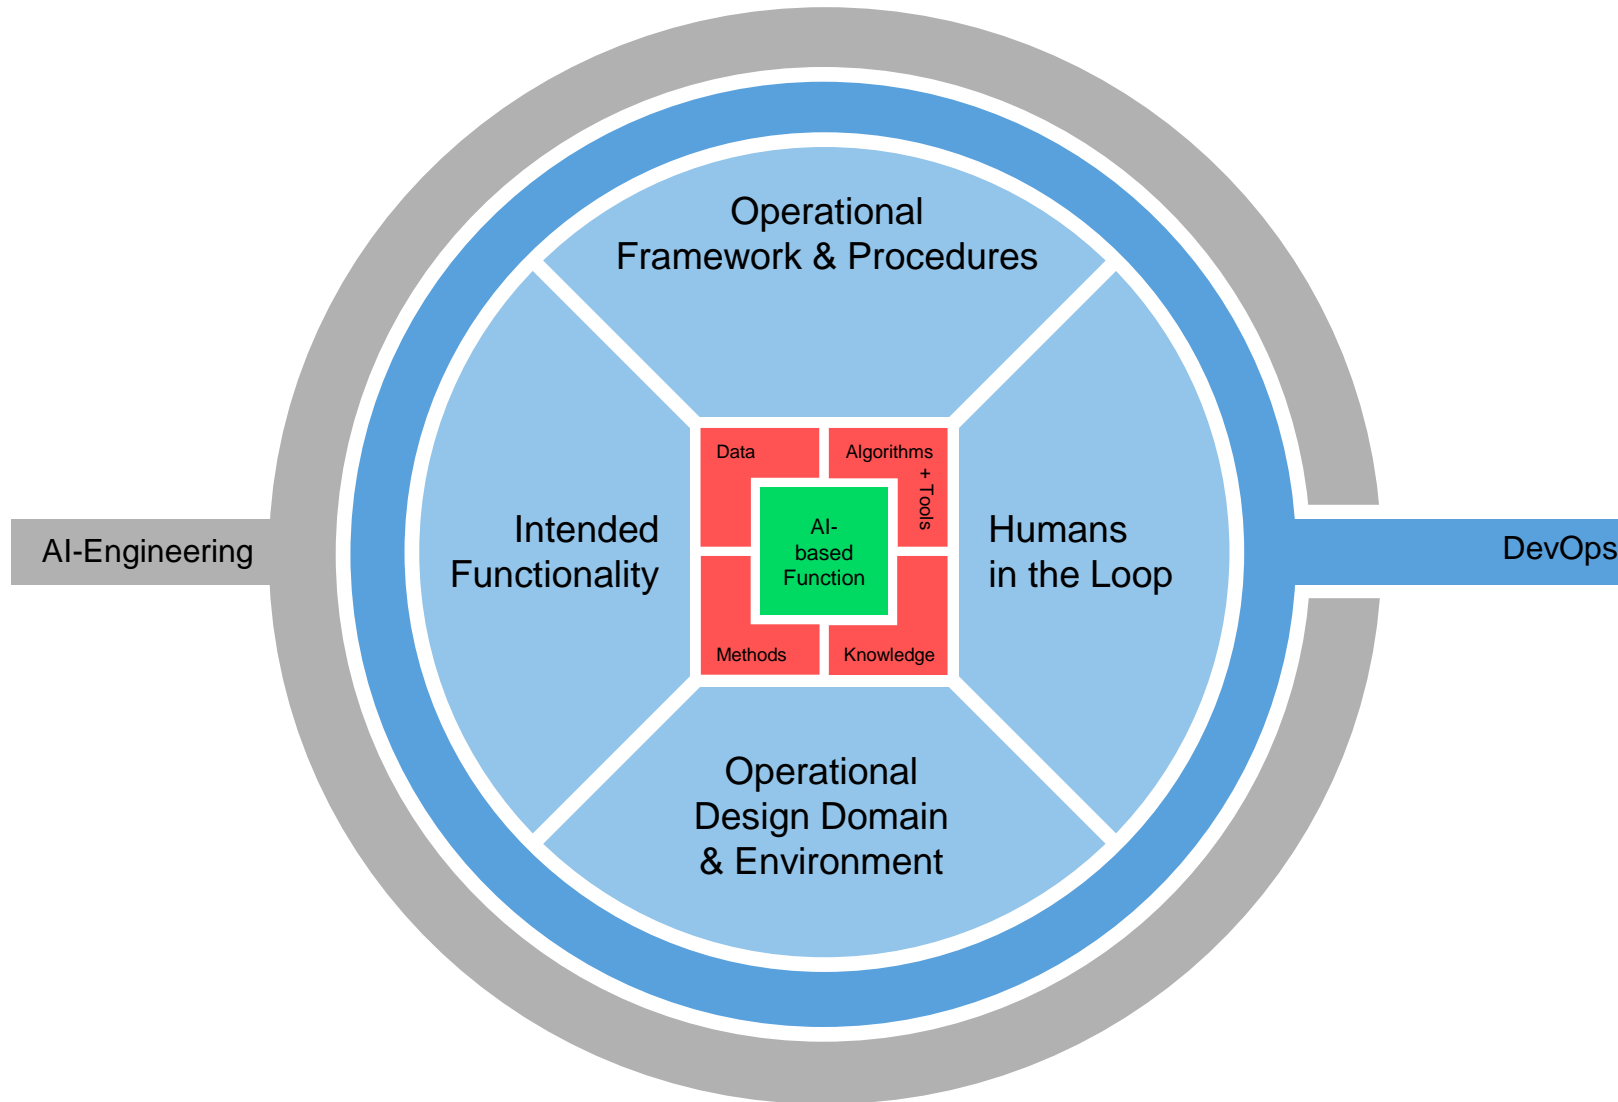 Operational
Framework & Procedures
Data
Algorithms
+ Tools
AI-
based
Function
Intended
Functionality
Humans
in the Loop
AI-Engineering
DevOps
Methods
Knowledge
Operational
Design Domain
& Environment